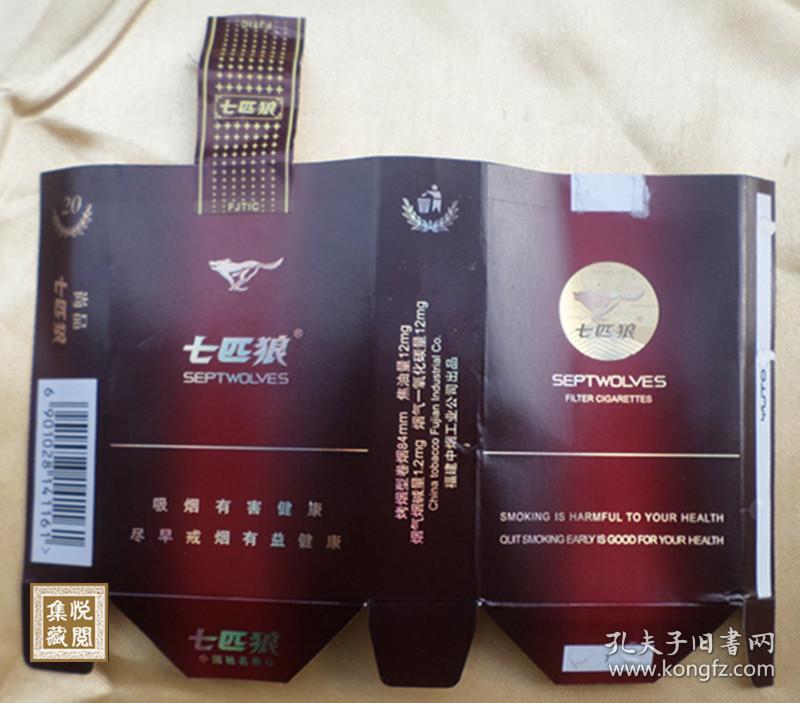 FJTIC
七匹狼
FJTIC
20
尚品
七匹狼
6901028141161>
七匹狼®
SEPTWOLVES
吸烟有害健康
尽早戒烟有益健康
七匹狼
中国驰名商标
烤烟型卷烟84mm 焦油量12mg
烟气烟碱量1.2mg 烟气一氧化碳量12mg
China tobacco Fujian Industrial Co.
福建中烟工业公司出品
七匹狼
SEPTWOLVES
FILTER CIGARETTES
SMOKING IS HARMFUL TO YOUR HEALTH
QUIT SMOKING EARLY IS GOOD FOR YOUR HEALTH
YUTO
悦阅
集藏
孔夫子旧书网
www.kongfz.com